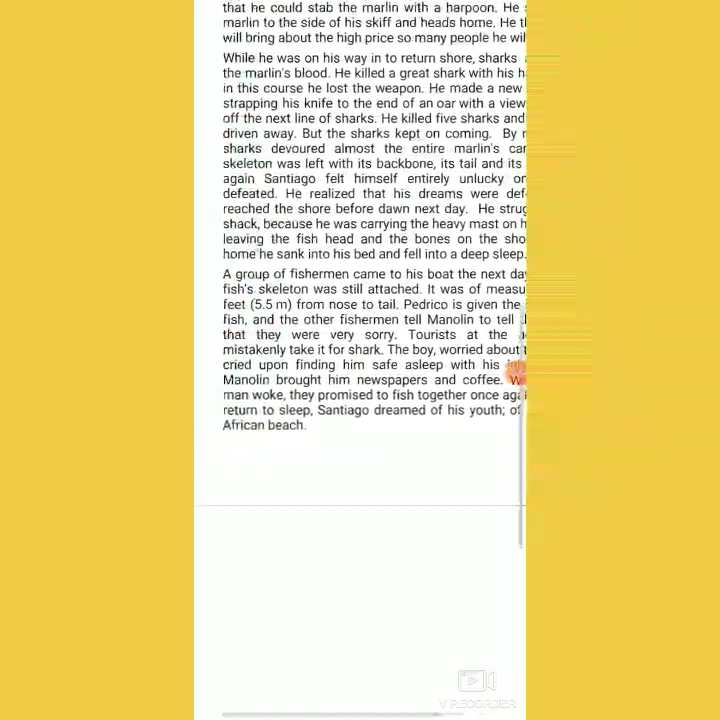 that he could stab the marlin with a harpoon. He
marlin to the side of his skiff and heads home. He
will bring about the high price so many people he
While he was on his way in to return shore, sharks
the marlin's blood. He killed a great shark with his
in this course he lost the weapon. He made a new
strapping his knife to the end of an oar with a view
off the next line of sharks. He killed five sharks and
driven away. But the sharks kept on coming. By
sharks devoured almost the entire marlin's
skeleton was left with its backbone, its tail and its
again Santiago felt himself entirely unlucky
defeated. He realized that his dreams were
reached the shore before dawn next day. He
shack, because he was carrying the heavy mast on
leaving the fish head and the bones on the
home he sank into his bed and fell into a deep sleep.
A group of fishermen came to his boat the next
fish's skeleton was still attached. It was of
feet (5.5 m) from nose to tail. Pedrico is given the
fish, and the other fishermen tell Manolin to tell
that they were very sorry. Tourists at the
mistakenly take it for shark. The boy, worried about
cried upon finding him safe asleep with his
Manolin brought him newspapers and coffee.
man woke, they promised to fish together once
return to sleep, Santiago dreamed of his youth;
African beach.
V RECORDER